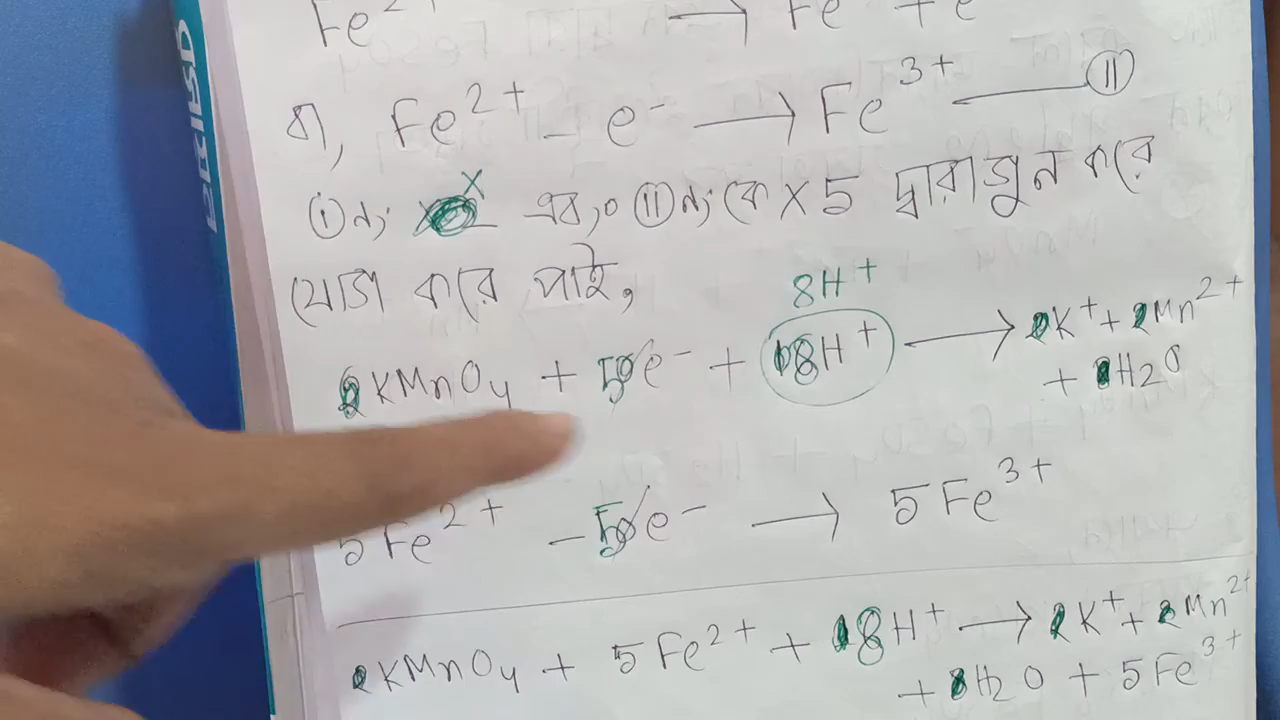 Fe²⁺ ⟶ Fe + e
বা, Fe²⁺ – e⁻ ⟶ Fe³⁺ —— (II)
(i) নং এবং (II) নং কে × 5 দ্বারা গুন করে
যোগ করে পাই,
8H⁺
KMnO₄ + 5e⁻ + 8H⁺ ⟶ K⁺ + Mn²⁺
+ H₂O
5Fe²⁺ – 5e⁻ ⟶ 5Fe³⁺
KMnO₄ + 5Fe²⁺ + 8H⁺ ⟶ K⁺ + Mn²⁺
+ H₂O + 5Fe³⁺